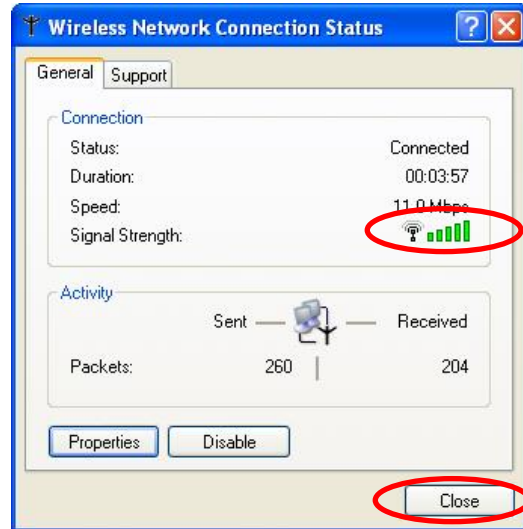 Wireless Network Connection Status
General Support
Connection
Status: Connected
Duration: 00:03:57
Speed: 11.0 Mbps
Signal Strength:
Activity
Sent Received
Packets: 260 204
Properties Disable
Close